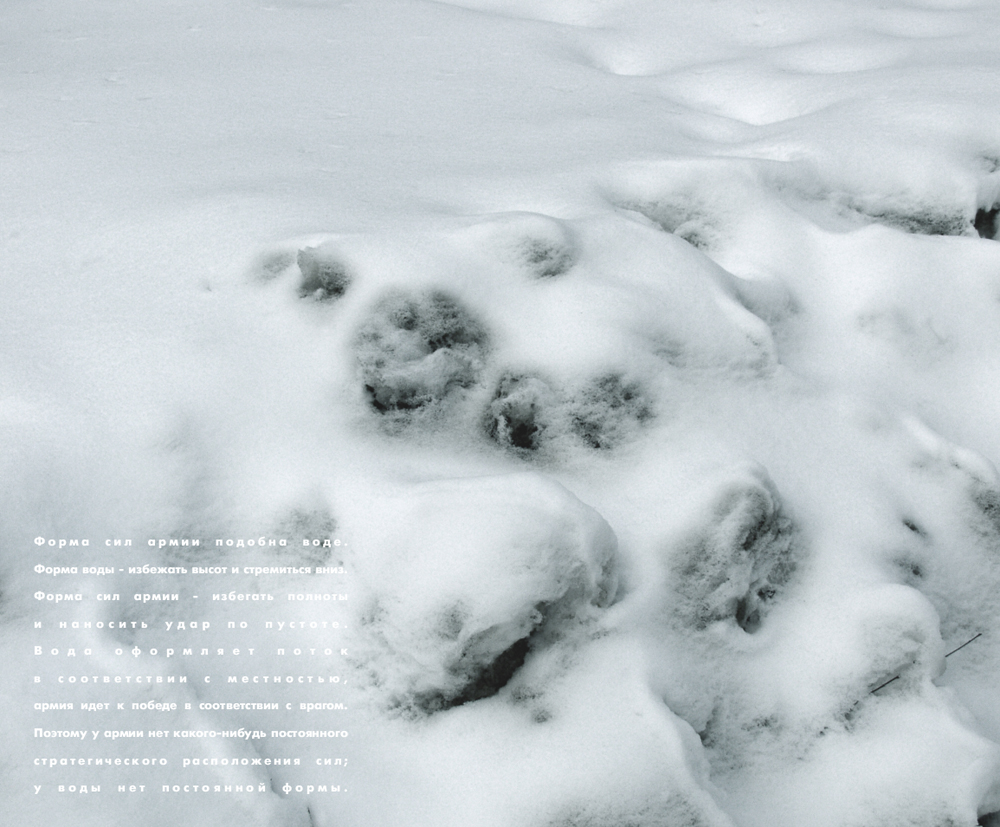 Форма сил армии подобна воде.
Форма воды - избежать высот и стремиться вниз.
Форма сил армии - избегать полноты
и наносить удар по пустоте.
Вода оформляет поток
в соответствии с местностью,
армия идет к победе в соответствии с врагом.
Поэтому у армии нет какого-нибудь постоянного
стратегического расположения сил;
у воды нет постоянной формы.